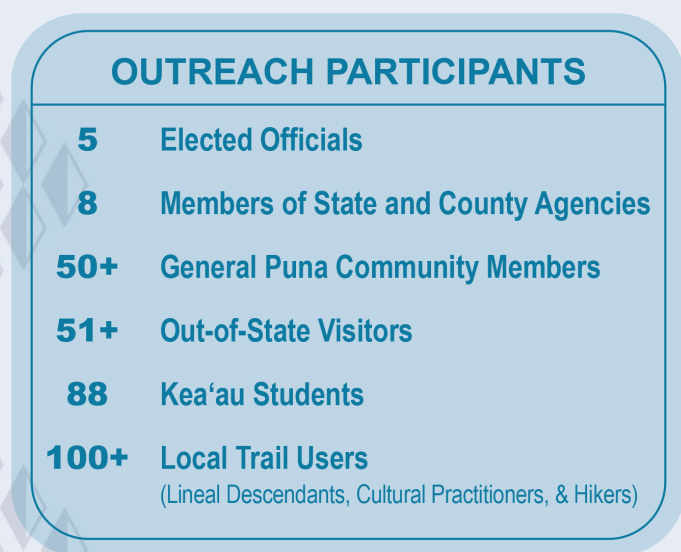 OUTREACH PARTICIPANTS
5 Elected Officials
8 Members of State and County Agencies
50+ General Puna Community Members
51+ Out-of-State Visitors
88 Kea‘au Students
100+ Local Trail Users
(Lineal Descendants, Cultural Practitioners, & Hikers)